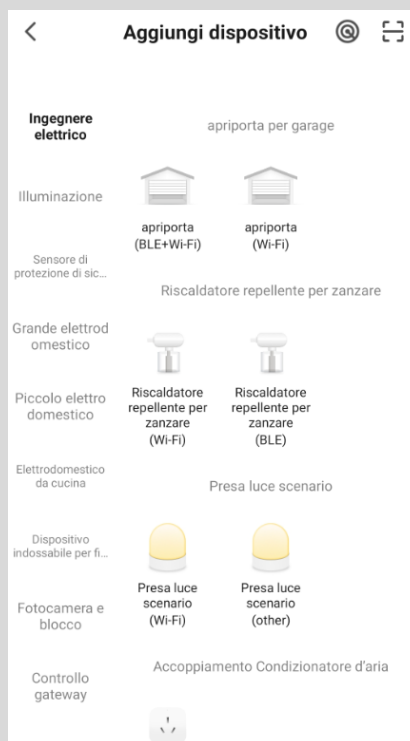 Aggiungi dispositivo
Ingegnere
elettrico
Illuminazione
Sensore di
protezione di sic...
Grande elettrod
omestico
Piccolo elettro
domestico
Elettrodomestico
da cucina
Dispositivo
indossabile per fi...
Fotocamera e
blocco
Controllo
gateway
apriporta per garage
apriporta
(BLE+Wi-Fi)
apriporta
(Wi-Fi)
Riscaldatore repellente per zanzare
Riscaldatore
repellente per
zanzare
(Wi-Fi)
Riscaldatore
repellente per
zanzare
(BLE)
Presa luce scenario
Presa luce
scenario
(Wi-Fi)
Presa luce
scenario
(other)
Accoppiamento Condizionatore d'aria